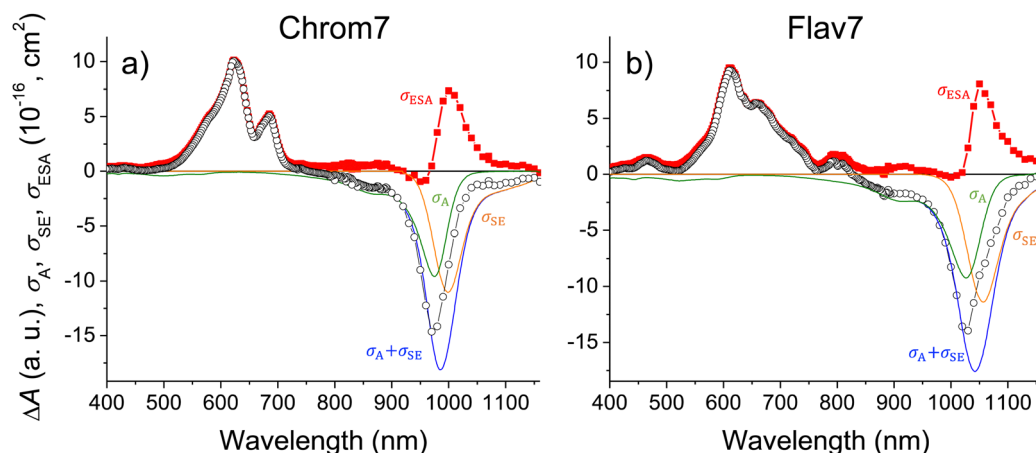 Chrom7
Flav7
a)
b)
ΔA (a. u.), σA, σSE, σESA (10-16, cm2)
10
5
0
-5
-10
-15
σESA
σA
σSE
σA+σSE
400 500 600 700 800 900 1000 1100
Wavelength (nm)
10
5
0
-5
-10
-15
σESA
σA
σSE
σA+σSE
400 500 600 700 800 900 1000 1100
Wavelength (nm)